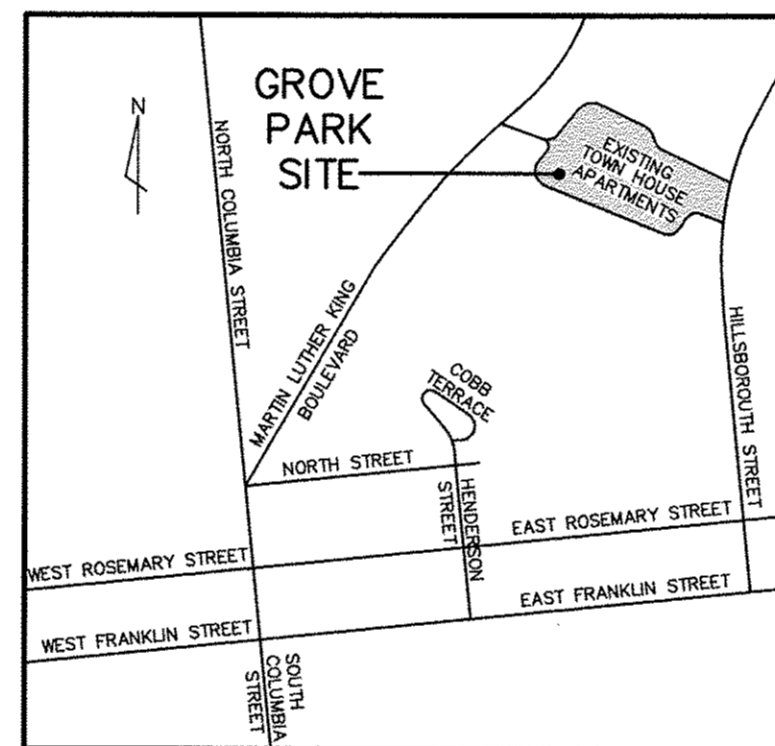 GROVE
PARK
SITE
N
NORTH COLUMBIA STREET
EXISTING
TOWN HOUSE
APARTMENTS
MARTIN LUTHER KING
BOULEVARD
HILLSBOROUGH STREET
COBB
TERRACE
NORTH STREET
HENDERSON
STREET
EAST ROSEMARY STREET
WEST ROSEMARY STREET
EAST FRANKLIN STREET
WEST FRANKLIN STREET
SOUTH
COLUMBIA
STREET